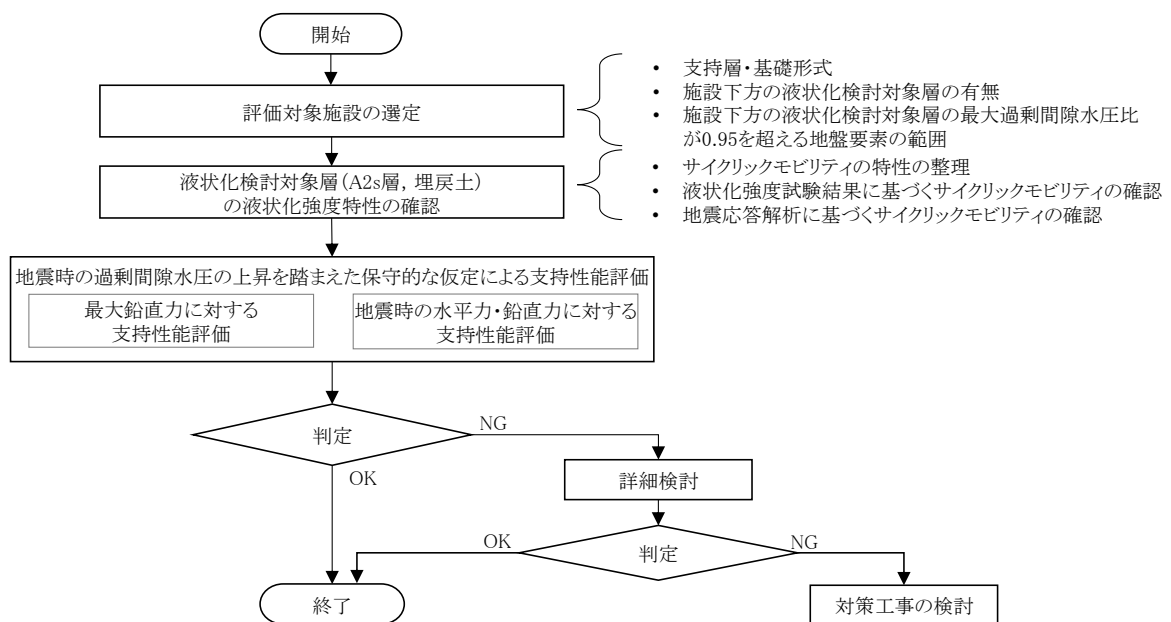 開始
評価対象施設の選定
・ 支持層・基礎形式
・ 施設下方の液状化検討対象層の有無
・ 施設下方の液状化検討対象層の最大過剰間隙水圧比
が0.95を超える地盤要素の範囲
液状化検討対象層(A2s層, 埋戻土)
の液状化強度特性の確認
・ サイクリックモビリティの特性の整理
・ 液状化強度試験結果に基づくサイクリックモビリティの確認
・ 地震応答解析に基づくサイクリックモビリティの確認
地震時の過剰間隙水圧の上昇を踏まえた保守的な仮定による支持性能評価
最大鉛直力に対する
支持性能評価
地震時の水平力・鉛直力に対する
支持性能評価
判定
NG
OK
詳細検討
判定
OK
NG
終了
対策工事の検討